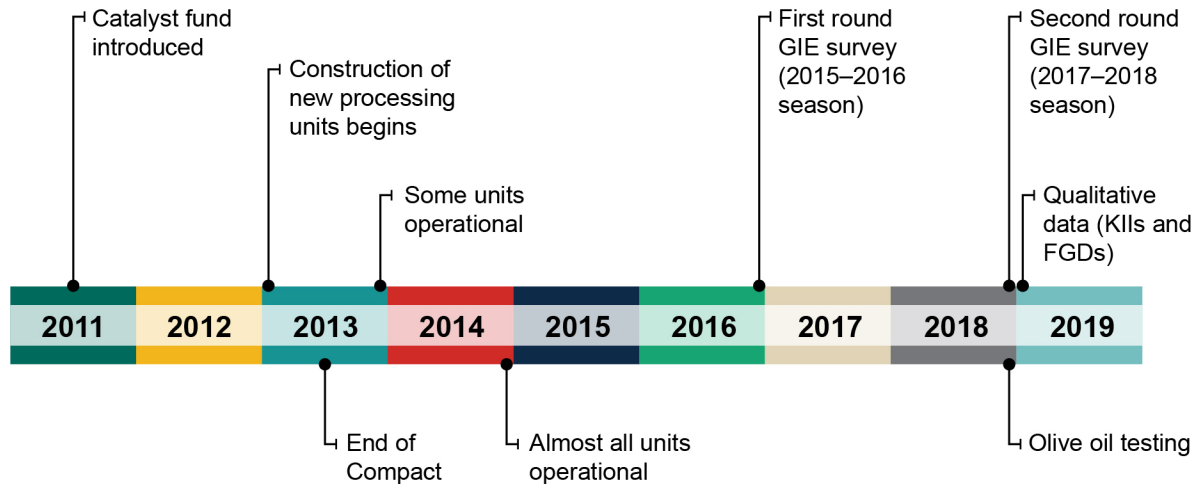 Catalyst fund
introduced
Construction of
new processing
units begins
Some units
operational
First round
GIE survey
(2015–2016
season)
Second round
GIE survey
(2017–2018
season)
Qualitative
data (KIIs and
FGDs)
2011 2012 2013 2014 2015 2016 2017 2018 2019
End of
Compact
Almost all units
operational
Olive oil testing